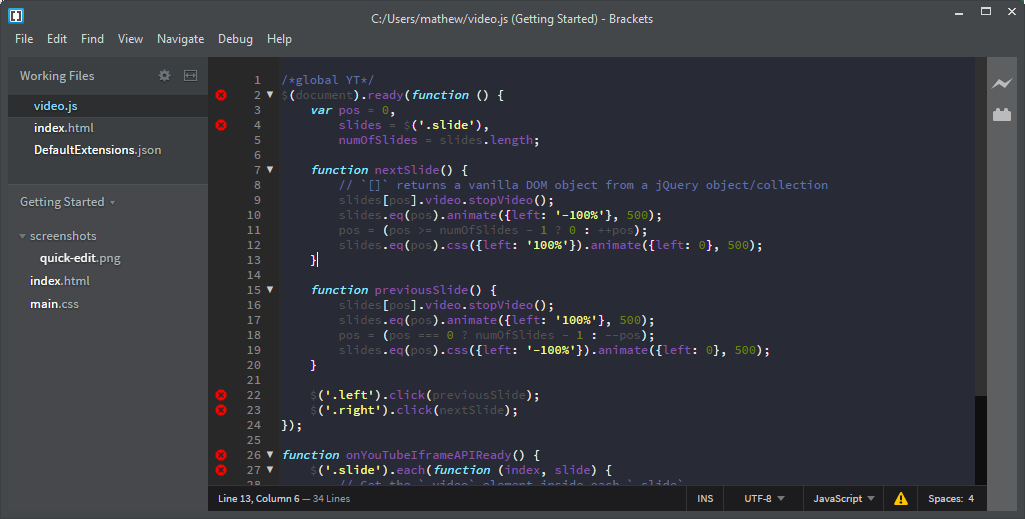 C:/Users/mathew/video.js (Getting Started) - Brackets
File Edit Find View Navigate Debug Help
Working Files
video.js
index.html
DefaultExtensions.json
Getting Started
screenshots
quick-edit.png
index.html
main.css
1 /*global YT*/
2 $(document).ready(function () {
3     var pos = 0,
4         slides = $('.slide'),
5         numOfSlides = slides.length;
6
7     function nextSlide() {
8         // `[]` returns a vanilla DOM object from a jQuery object/collection
9         slides[pos].video.stopVideo();
10         slides.eq(pos).animate({left: '-100%'}, 500);
11         pos = (pos >= numOfSlides - 1 ? 0 : ++pos);
12         slides.eq(pos).css({left: '100%'}).animate({left: 0}, 500);
13     }
14
15     function previousSlide() {
16         slides[pos].video.stopVideo();
17         slides.eq(pos).animate({left: '100%'}, 500);
18         pos = (pos === 0 ? numOfSlides - 1 : --pos);
19         slides.eq(pos).css({left: '-100%'}).animate({left: 0}, 500);
20     }
21
22     $('.left').click(previousSlide);
23     $('.right').click(nextSlide);
24 });
25
26 function onYouTubeIframeAPIReady() {
27     $('.slide').each(function (index, slide) {
28         // Get the `.video` element inside each `.slide`
Line 13, Column 6 — 34 Lines
INS UTF-8 JavaScript Spaces: 4